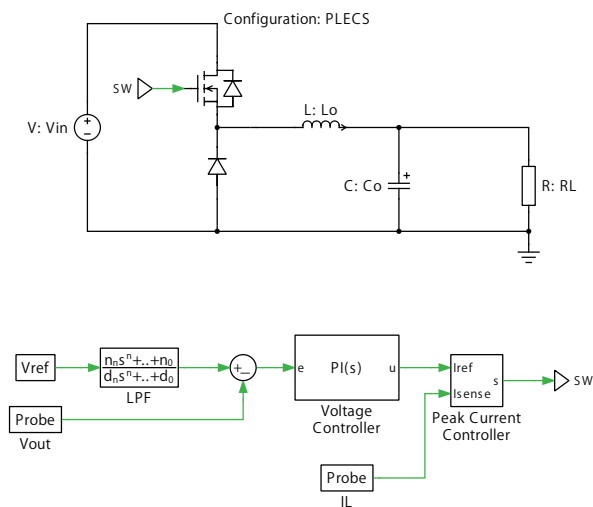 Configuration: PLECS
SW
V: Vin
+
−
L: Lo
C: Co
+
R: RL
Vref
nₙsⁿ+..+n₀
dₙsⁿ+..+d₀
LPF
+
−
e
PI(s)
u
Voltage
Controller
Iref
Isense
s
Peak Current
Controller
SW
Probe
Vout
Probe
IL